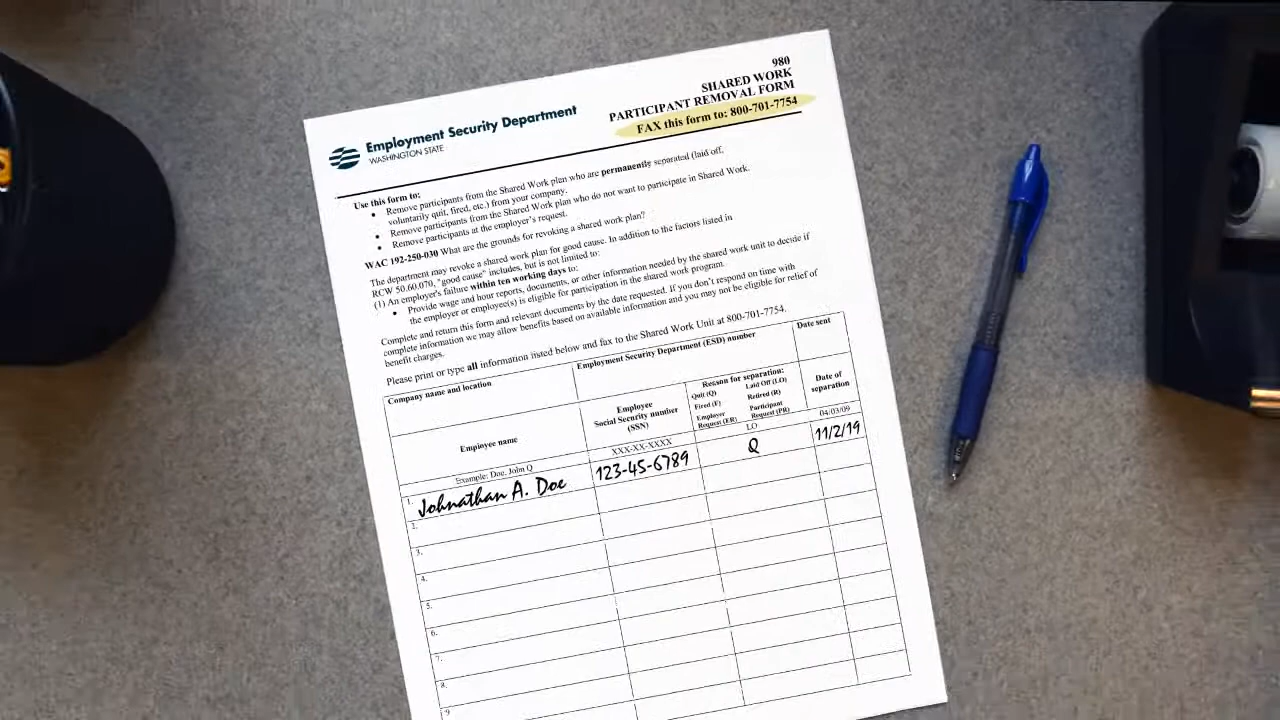 980
SHARED WORK
PARTICIPANT REMOVAL FORM
FAX this form to: 800-701-7754
Employment Security Department
WASHINGTON STATE
Use this form to:
• Remove participants from the Shared Work plan who are permanently separated (laid off,
voluntarily quit, fired, etc.) from your company.
• Remove participants from the Shared Work plan who do not want to participate in Shared Work.
• Remove participants at the employer's request.
WAC 192-250-030 What are the grounds for revoking a shared work plan?
The department may revoke a shared work plan for good cause. In addition to the factors listed in
RCW 50.60.070, "good cause" includes, but is not limited to:
(1) An employer's failure within ten working days to:
• Provide wage and hour reports, documents, or other information needed by the shared work unit to decide if
the employer or employee(s) is eligible for participation in the shared work program.
Complete and return this form and relevant documents by the date requested. If you don't respond on time with
complete information we may allow benefits based on available information and you may not be eligible for relief of
benefit charges.
Please print or type all information listed below and fax to the Shared Work Unit at 800-701-7754.
Company name and location
Employment Security Department (ESD) number
Date sent
Employee name
Employee
Social Security number
(SSN)
Reason for separation:
Quit (Q) Laid Off (LO)
Fired (F) Retired (R)
Employer Request (ER) Participant Request (PR)
Date of
separation
Example: Doe, John Q XXX-XX-XXXX LO 04/03/09
1. Johnathan A. Doe 123-45-6789 Q 11/2/19
2.
3.
4.
5.
6.
7.
8.
9